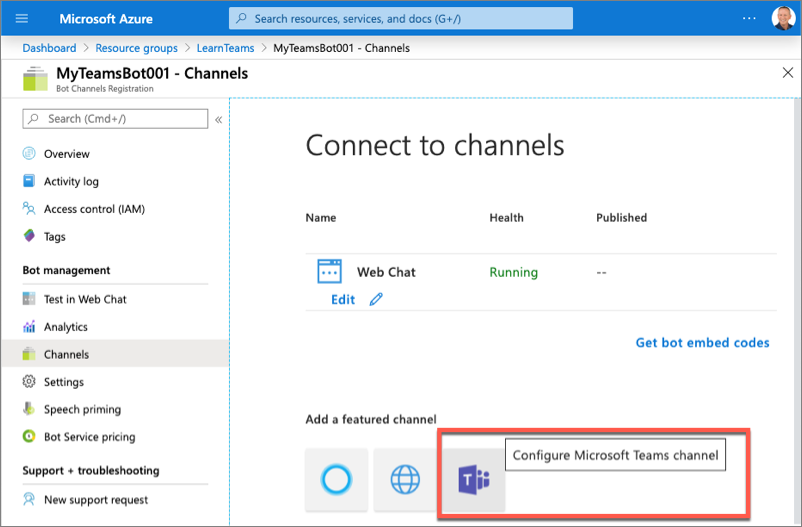 Microsoft Azure
Search resources, services, and docs (G+/)
Dashboard > Resource groups > LearnTeams > MyTeamsBot001 - Channels
MyTeamsBot001 - Channels
Bot Channels Registration
Search (Cmd+/)
Overview
Activity log
Access control (IAM)
Tags
Bot management
Test in Web Chat
Analytics
Channels
Settings
Speech priming
Bot Service pricing
Support + troubleshooting
New support request
Connect to channels
Name Health Published
Web Chat Running --
Edit
Get bot embed codes
Add a featured channel
T
Configure Microsoft Teams channel